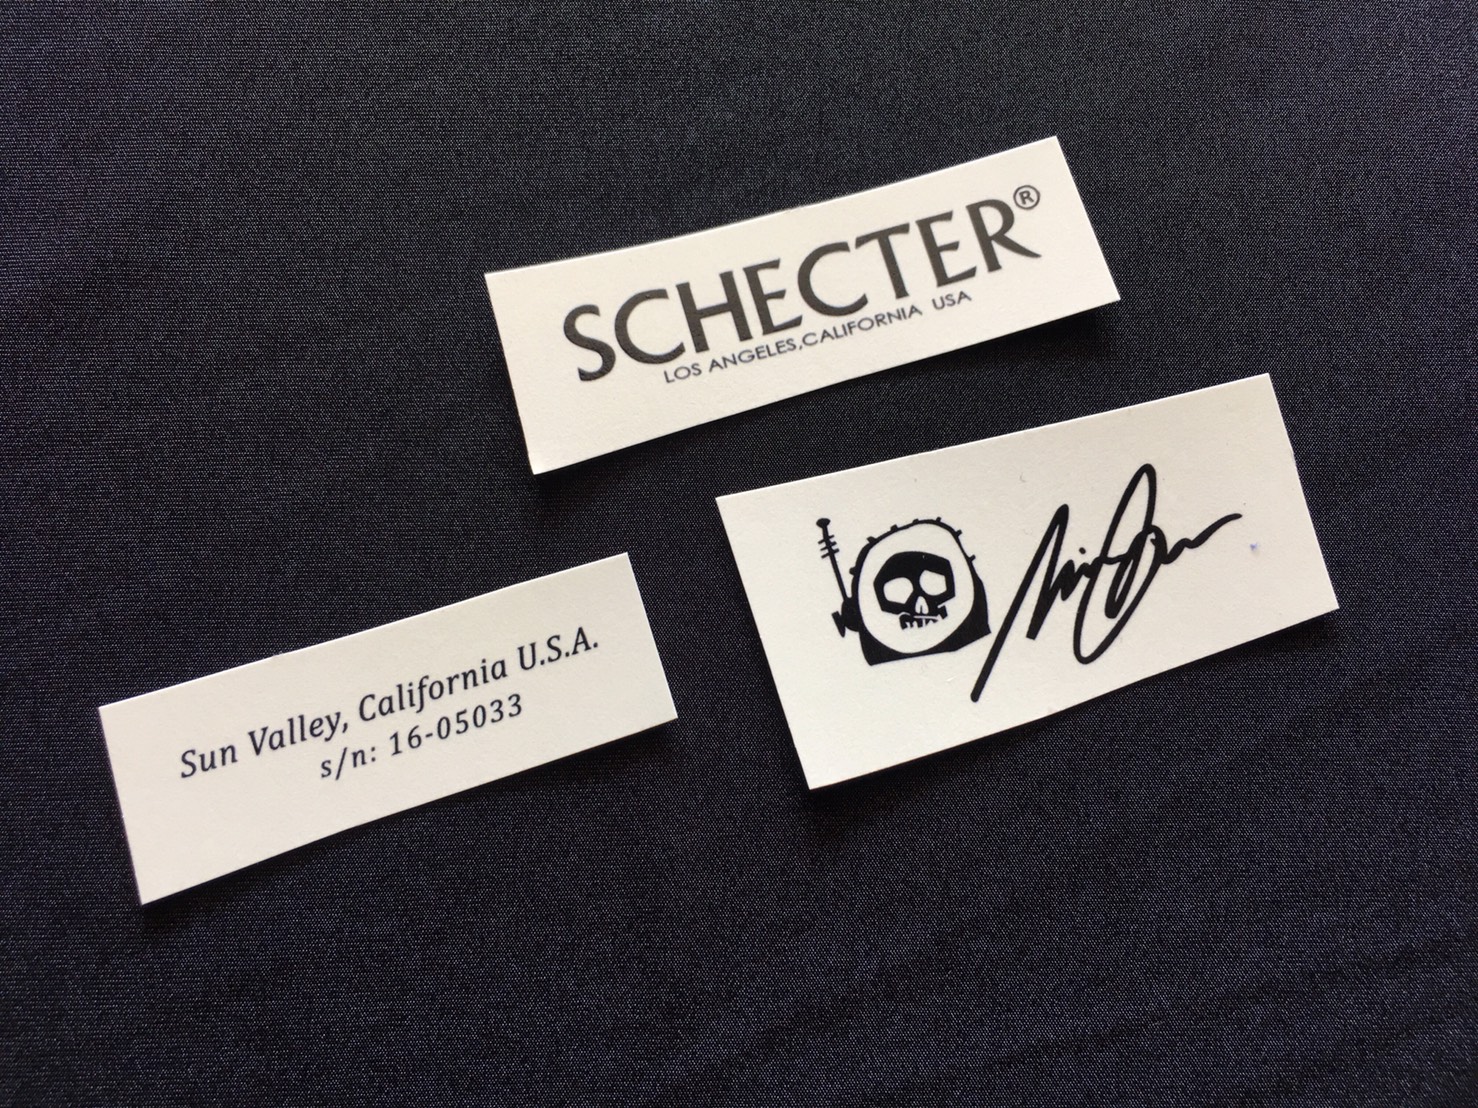 SCHECTER®
LOS ANGELES,CALIFORNIA USA
Sun Valley, California U.S.A.
s/n: 16-05033